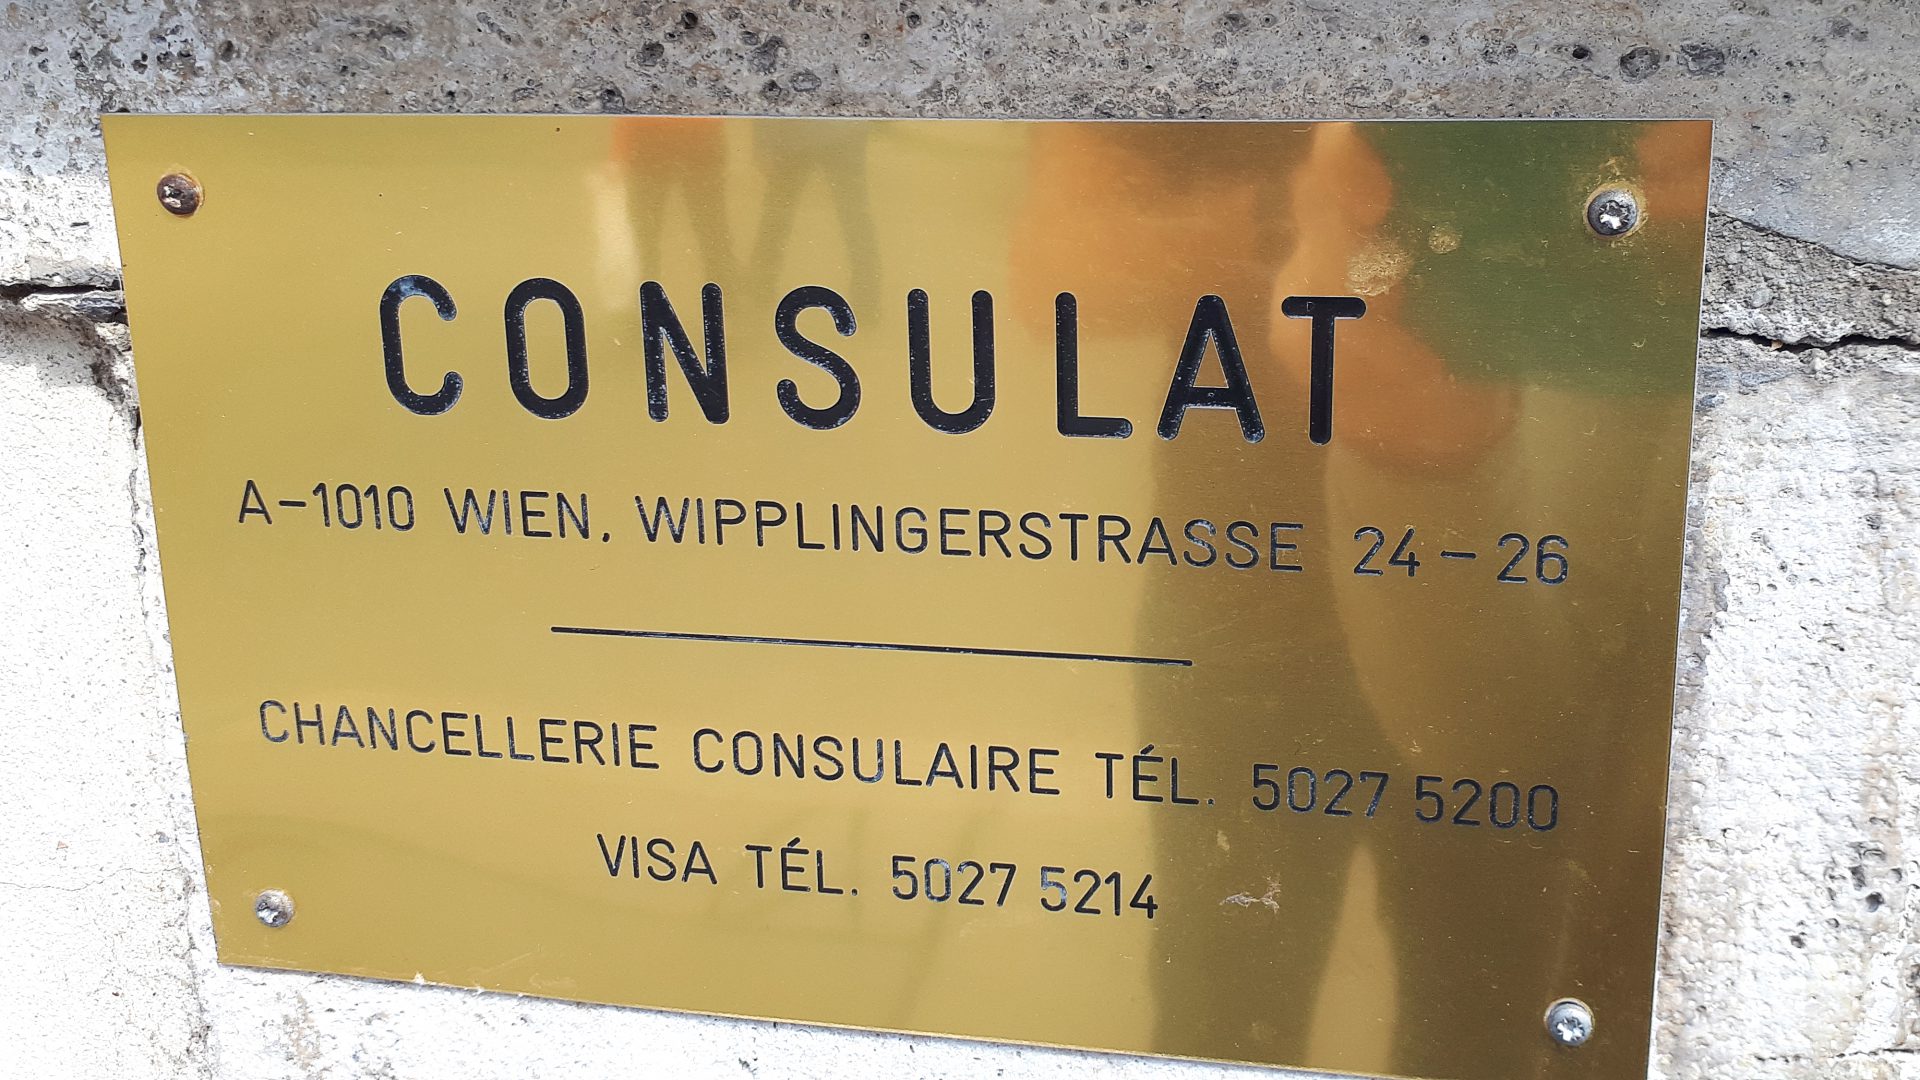 CONSULAT
A-1010 WIEN, WIPPLINGERSTRASSE 24-26
CHANCELLERIE CONSULAIRE TÉL. 5027 5200
VISA TÉL. 5027 5214